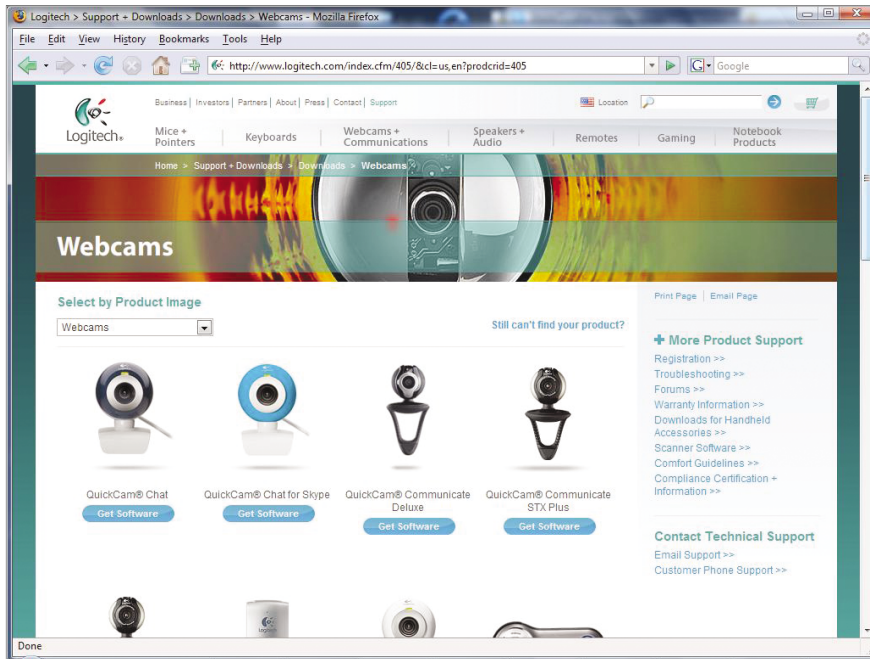 Logitech > Support + Downloads > Downloads > Webcams - Mozilla Firefox
File Edit View History Bookmarks Tools Help
http://www.logitech.com/index.cfm/405/&cl=us,en?prodcrid=405
G Google
Business | Investors | Partners | About | Press | Contact | Support
Location
Logitech
Mice + Pointers
Keyboards
Webcams + Communications
Speakers + Audio
Remotes
Gaming
Notebook Products
Home > Support + Downloads > Downloads > Webcams
Webcams
Select by Product Image
Webcams
Still can't find your product?
QuickCam® Chat
Get Software
QuickCam® Chat for Skype
Get Software
QuickCam® Communicate
Deluxe
Get Software
QuickCam® Communicate
STX Plus
Get Software
Logitech
Print Page | Email Page
+ More Product Support
Registration >>
Troubleshooting >>
Forums >>
Warranty Information >>
Downloads for Handheld
Accessories >>
Scanner Software >>
Comfort Guidelines >>
Compliance Certification +
Information >>
Contact Technical Support
Email Support >>
Customer Phone Support >>
Done